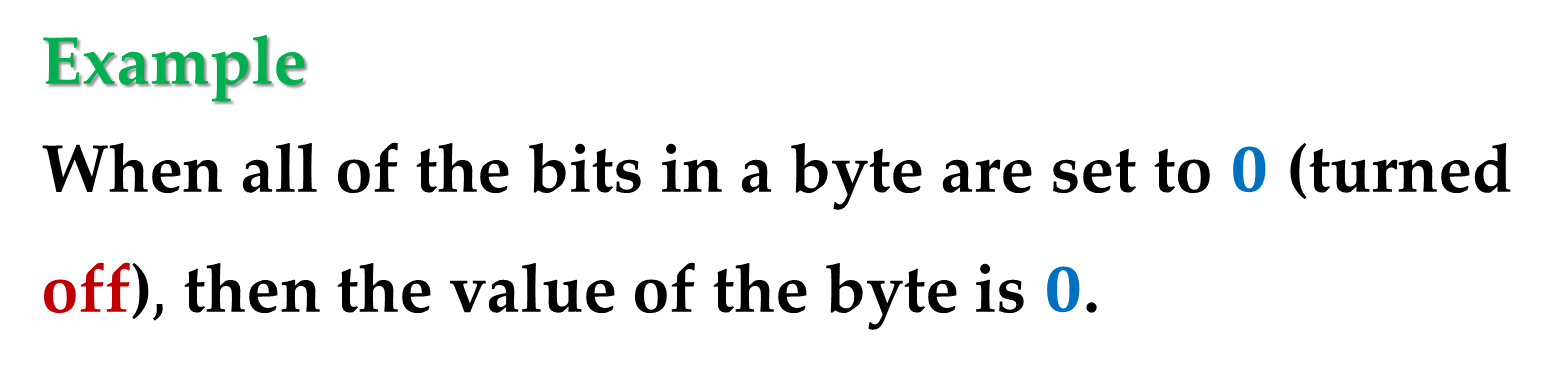 Example
When all of the bits in a byte are set to 0 (turned
off), then the value of the byte is 0.